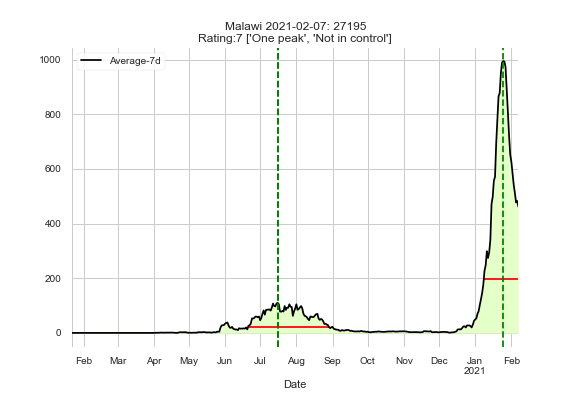 Malawi 2021-02-07: 27195
Rating:7 ['One peak', 'Not in control']
Average-7d
1000
800
600
400
200
0
Feb Mar Apr May Jun Jul Aug Sep Oct Nov Dec Jan Feb
2021
Date